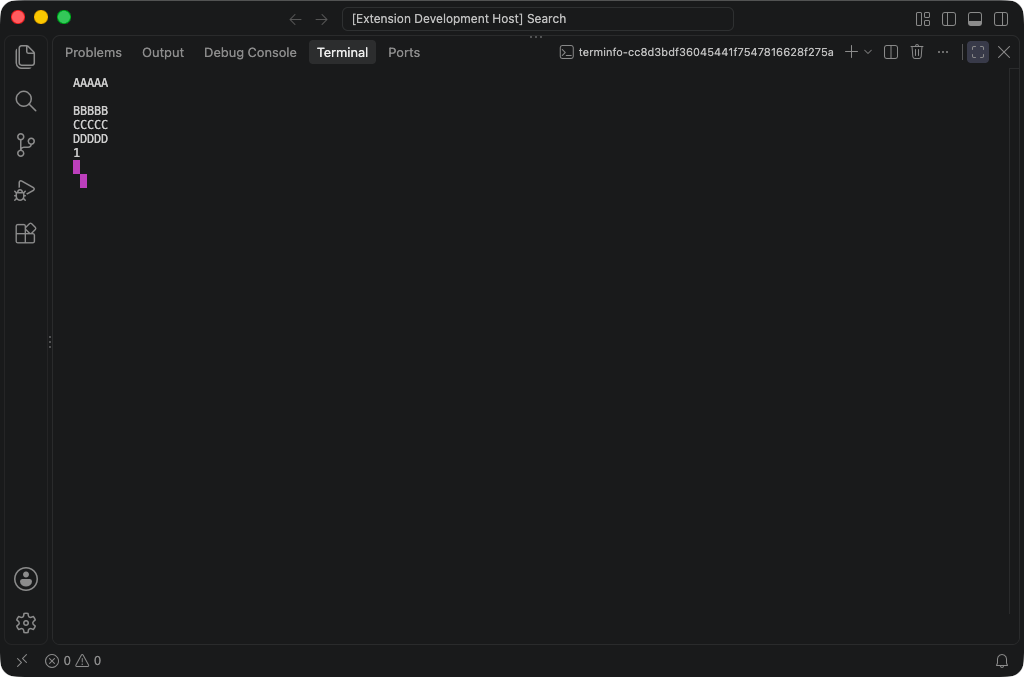 [Extension Development Host] Search
Problems Output Debug Console Terminal Ports terminfo-cc8d3bdf36045441f7547816628f275a
AAAAA
BBBBB
CCCCC
DDDDD
1
0 0